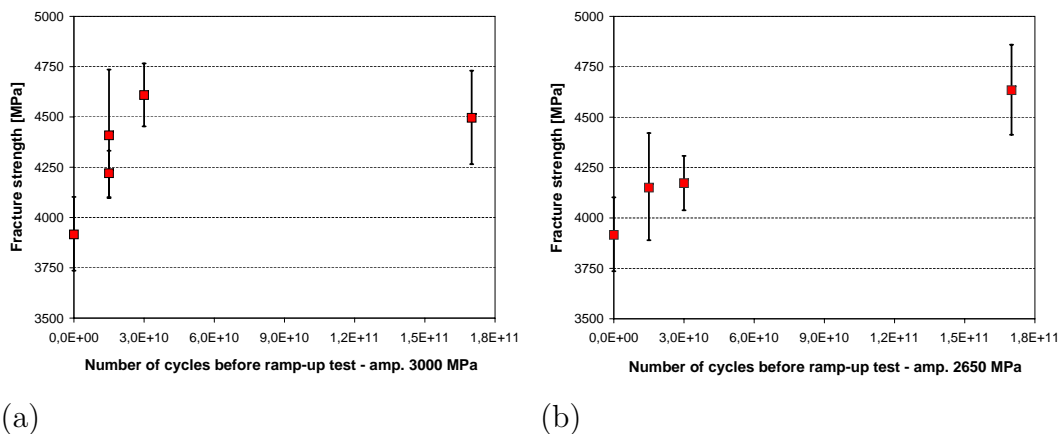 5000
4750
4500
4250
4000
3750
3500
Fracture strength [MPa]
0,0E+00 3,0E+10 6,0E+10 9,0E+10 1,2E+11 1,5E+11 1,8E+11
Number of cycles before ramp-up test - amp. 3000 MPa
(a)
5000
4750
4500
4250
4000
3750
3500
Fracture strength [MPa]
0,0E+00 3,0E+10 6,0E+10 9,0E+10 1,2E+11 1,5E+11 1,8E+11
Number of cycles before ramp-up test - amp. 2650 MPa
(b)